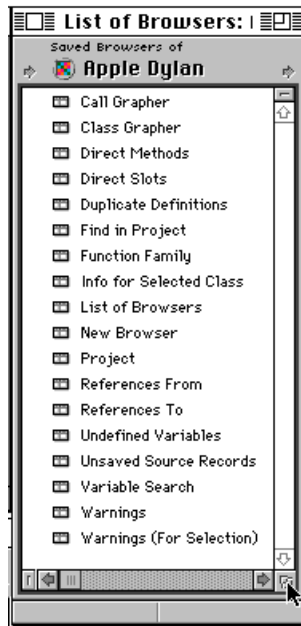 List of Browsers:
Saved Browsers of
Apple Dylan
Call Grapher
Class Grapher
Direct Methods
Direct Slots
Duplicate Definitions
Find in Project
Function Family
Info for Selected Class
List of Browsers
New Browser
Project
References From
References To
Undefined Variables
Unsaved Source Records
Variable Search
Warnings
Warnings (For Selection)